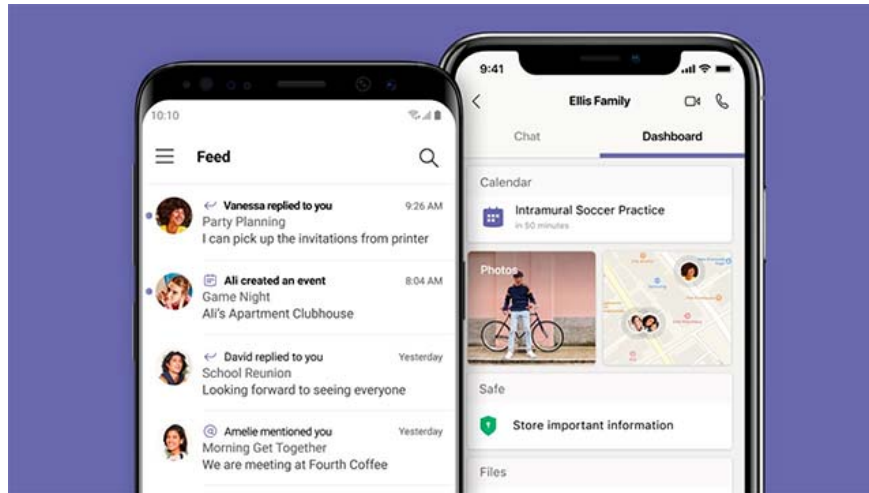 10:10
Feed
Vanessa replied to you 9:26 AM
Party Planning
I can pick up the invitations from printer
Ali created an event 8:04 AM
Game Night
Ali's Apartment Clubhouse
David replied to you Yesterday
School Reunion
Looking forward to seeing everyone
Amelie mentioned you Yesterday
Morning Get Together
We are meeting at Fourth Coffee
9:41
Ellis Family
Chat Dashboard
Calendar
Intramural Soccer Practice
in 50 minutes
Photos
Safe
Store important information
Files